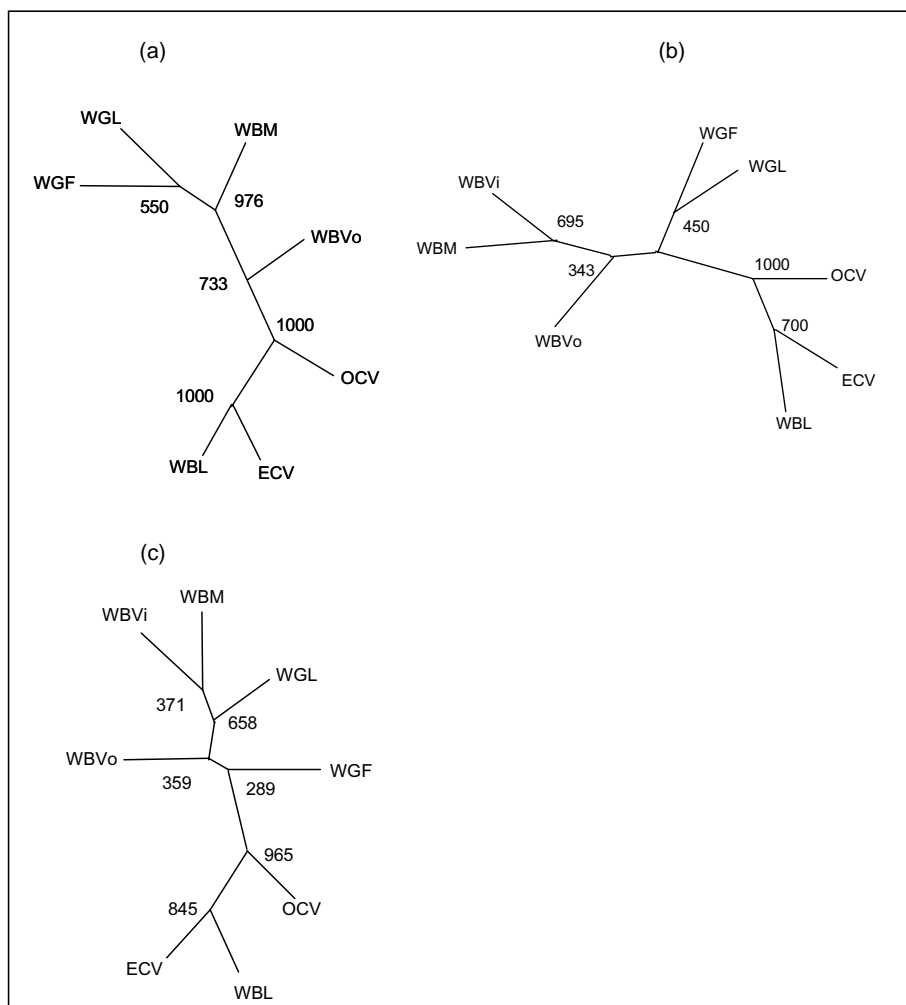 (a)
WGL
WBM
WGF
550
976
WBVo
733
1000
OCV
1000
WBL
ECV
(b)
WGF
WGL
WBVi
695
450
WBM
343
1000
OCV
WBVo
700
ECV
WBL
(c)
WBM
WBVi
WGL
371
658
WBVo
WGF
359
289
965
845
OCV
ECV
WBL